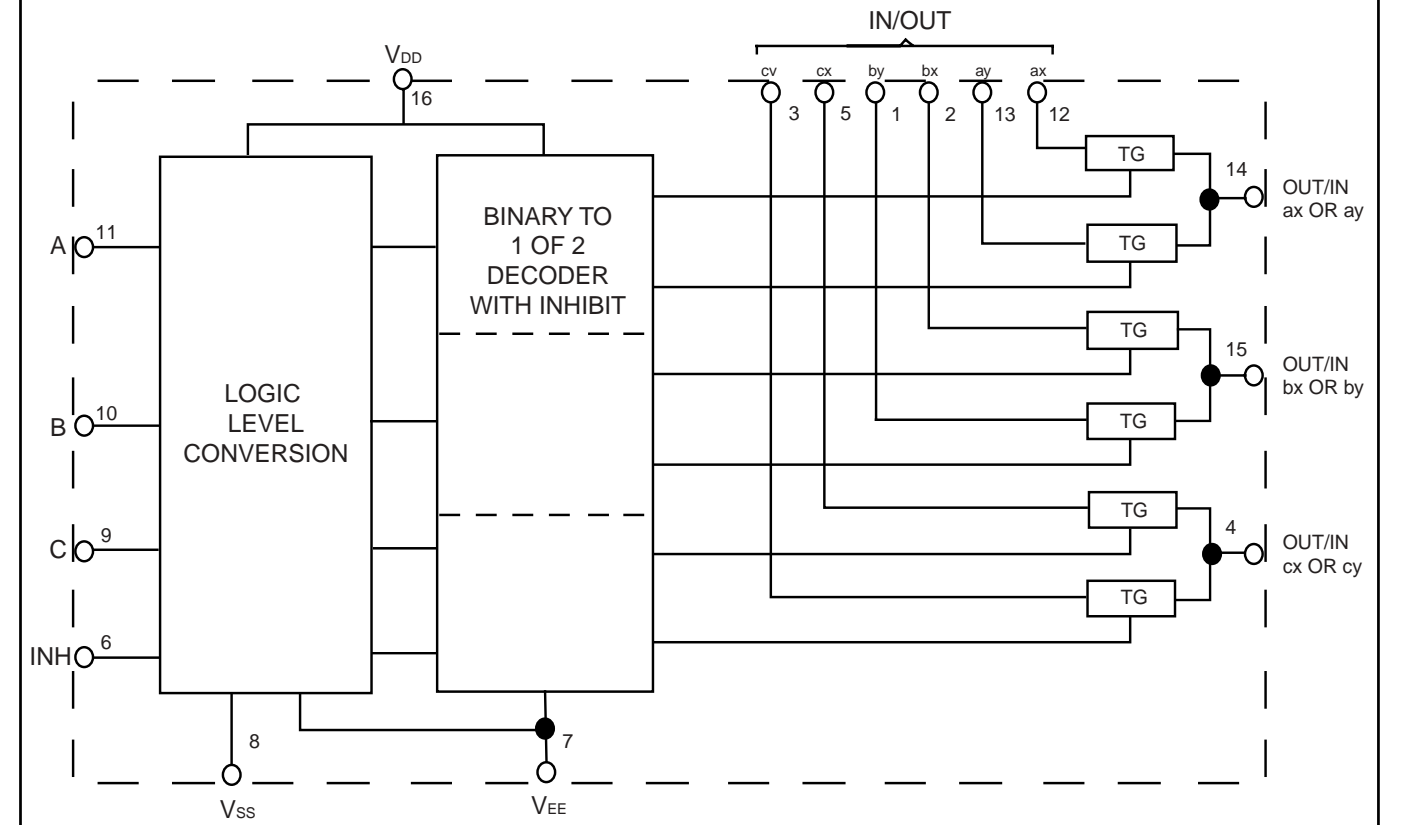 IN/OUT
VDD
cv cx by bx ay ax
16
3 5 1 2 13 12
TG
14
OUT/IN
ax OR ay
A 11
BINARY TO
1 OF 2
DECODER
WITH INHIBIT
TG
TG
15
OUT/IN
bx OR by
B 10
LOGIC
LEVEL
CONVERSION
TG
TG
C 9
4
OUT/IN
cx OR cy
TG
INH 6
8
7
VSS
VEE